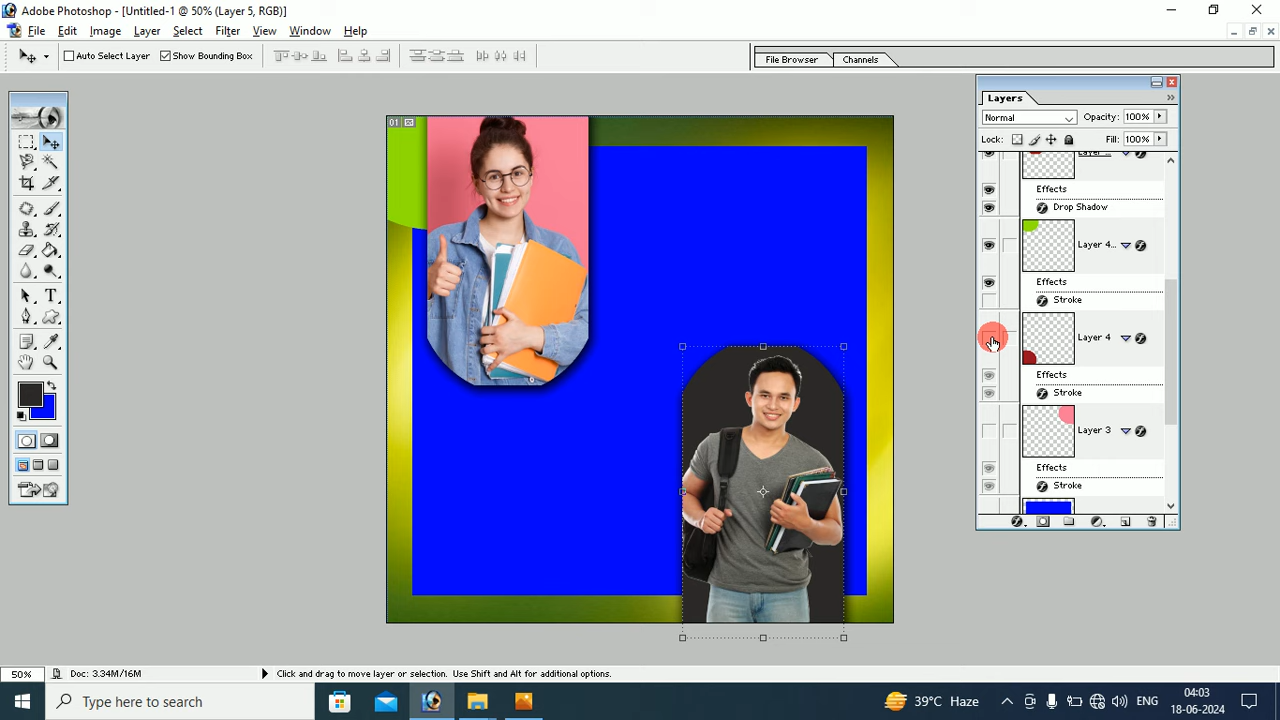 Adobe Photoshop - [Untitled-1 @ 50% (Layer 5, RGB)]
File Edit Image Layer Select Filter View Window Help
Auto Select Layer Show Bounding Box
File Browser Channels
Layers
Normal Opacity: 100%
Lock: Fill: 100%
Layer ...
Effects
Drop Shadow
Layer 4...
Effects
Stroke
Layer 4
Effects
Stroke
Layer 3
Effects
Stroke
01
50% Doc: 3.34M/16M Click and drag to move layer or selection. Use Shift and Alt for additional options.
Type here to search
39°C Haze
ENG
04:03
18-06-2024